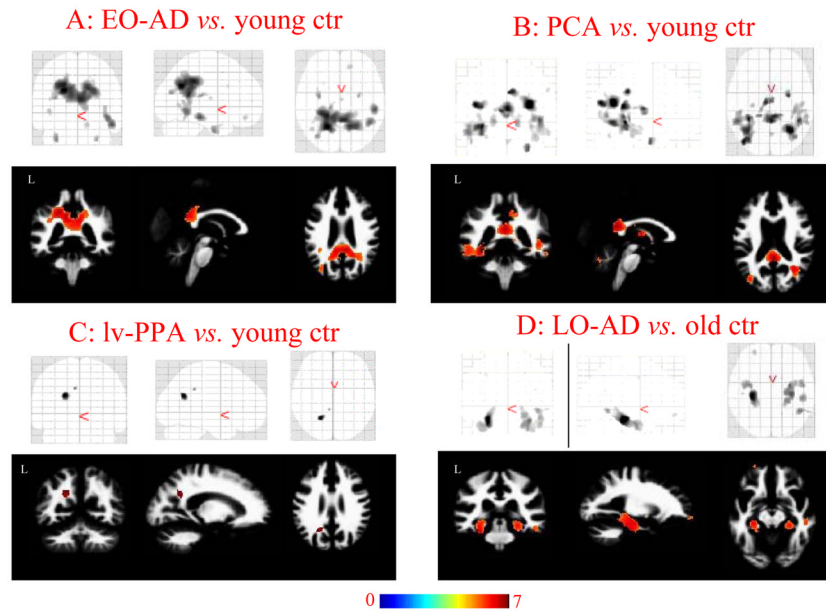 A: EO-AD vs. young ctr
B: PCA vs. young ctr
L
L
C: lv-PPA vs. young ctr
D: LO-AD vs. old ctr
L
L
0 7